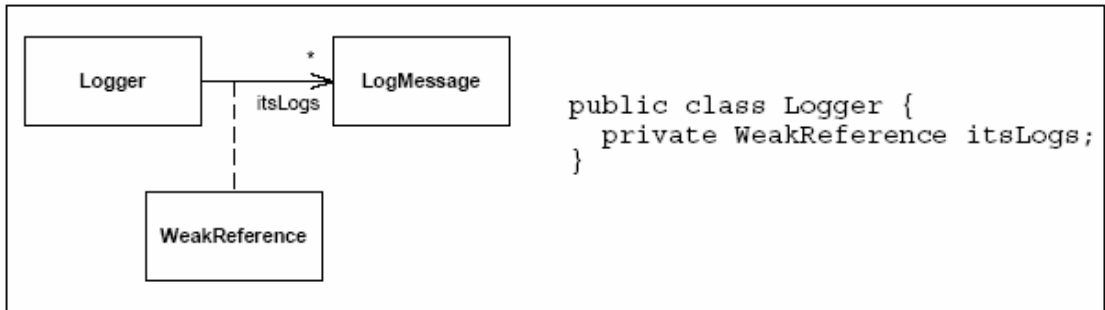 Logger
*
itsLogs
LogMessage
WeakReference
public class Logger {
  private WeakReference itsLogs;
}